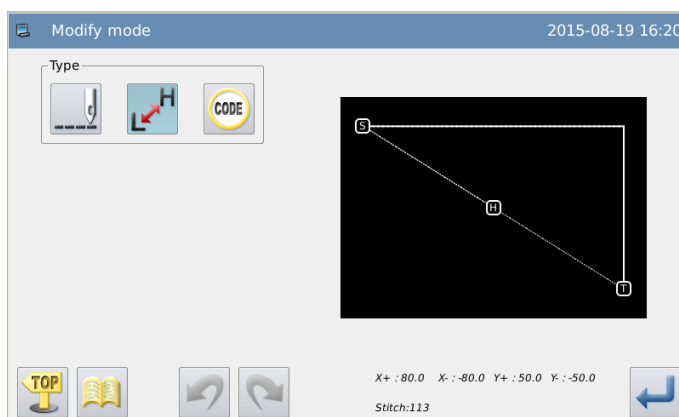 Modify mode
2015-08-19 16:20
Type
L H
CODE
S
H
T
TOP
X+ : 80.0 X- : -80.0 Y+ : 50.0 Y- : -50.0
Stitch:113